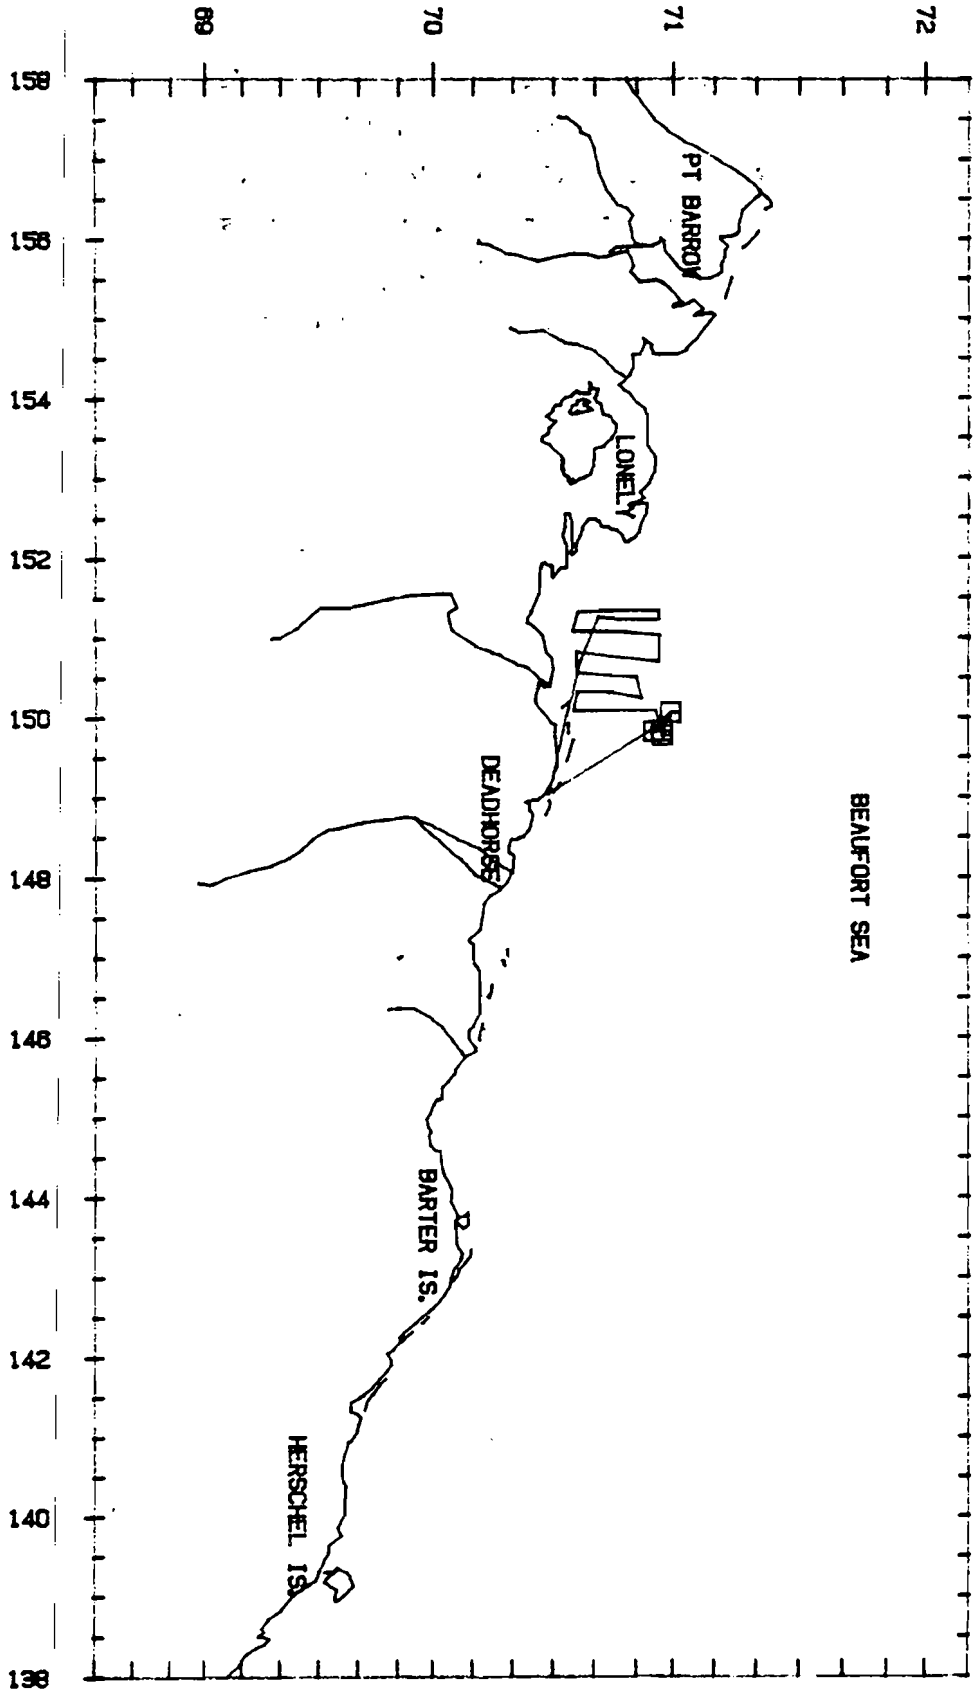 69
70
71
72
158
156
154
152
150
148
146
144
142
140
138
PT BARROW
LONELY
DEADHORSE
BEAUFORT SEA
BARTER IS.
HERSCHEL IS.